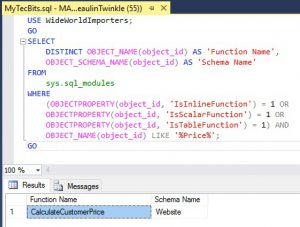 MyTecBits.sql - MA...eaulinTwinkle (55))
USE WideWorldImporters;
GO
SELECT
DISTINCT OBJECT_NAME(object_id) AS 'Function Name',
OBJECT_SCHEMA_NAME(object_id) AS 'Schema Name'
FROM
sys.sql_modules
WHERE
(OBJECTPROPERTY(object_id, 'IsInlineFunction') = 1 OR
OBJECTPROPERTY(object_id, 'IsScalarFunction') = 1 OR
OBJECTPROPERTY(object_id, 'IsTableFunction') = 1) AND
OBJECT_NAME(object_id) LIKE '%Price%';
GO
100 %
Results Messages
Function Name Schema Name
1 CalculateCustomerPrice Website